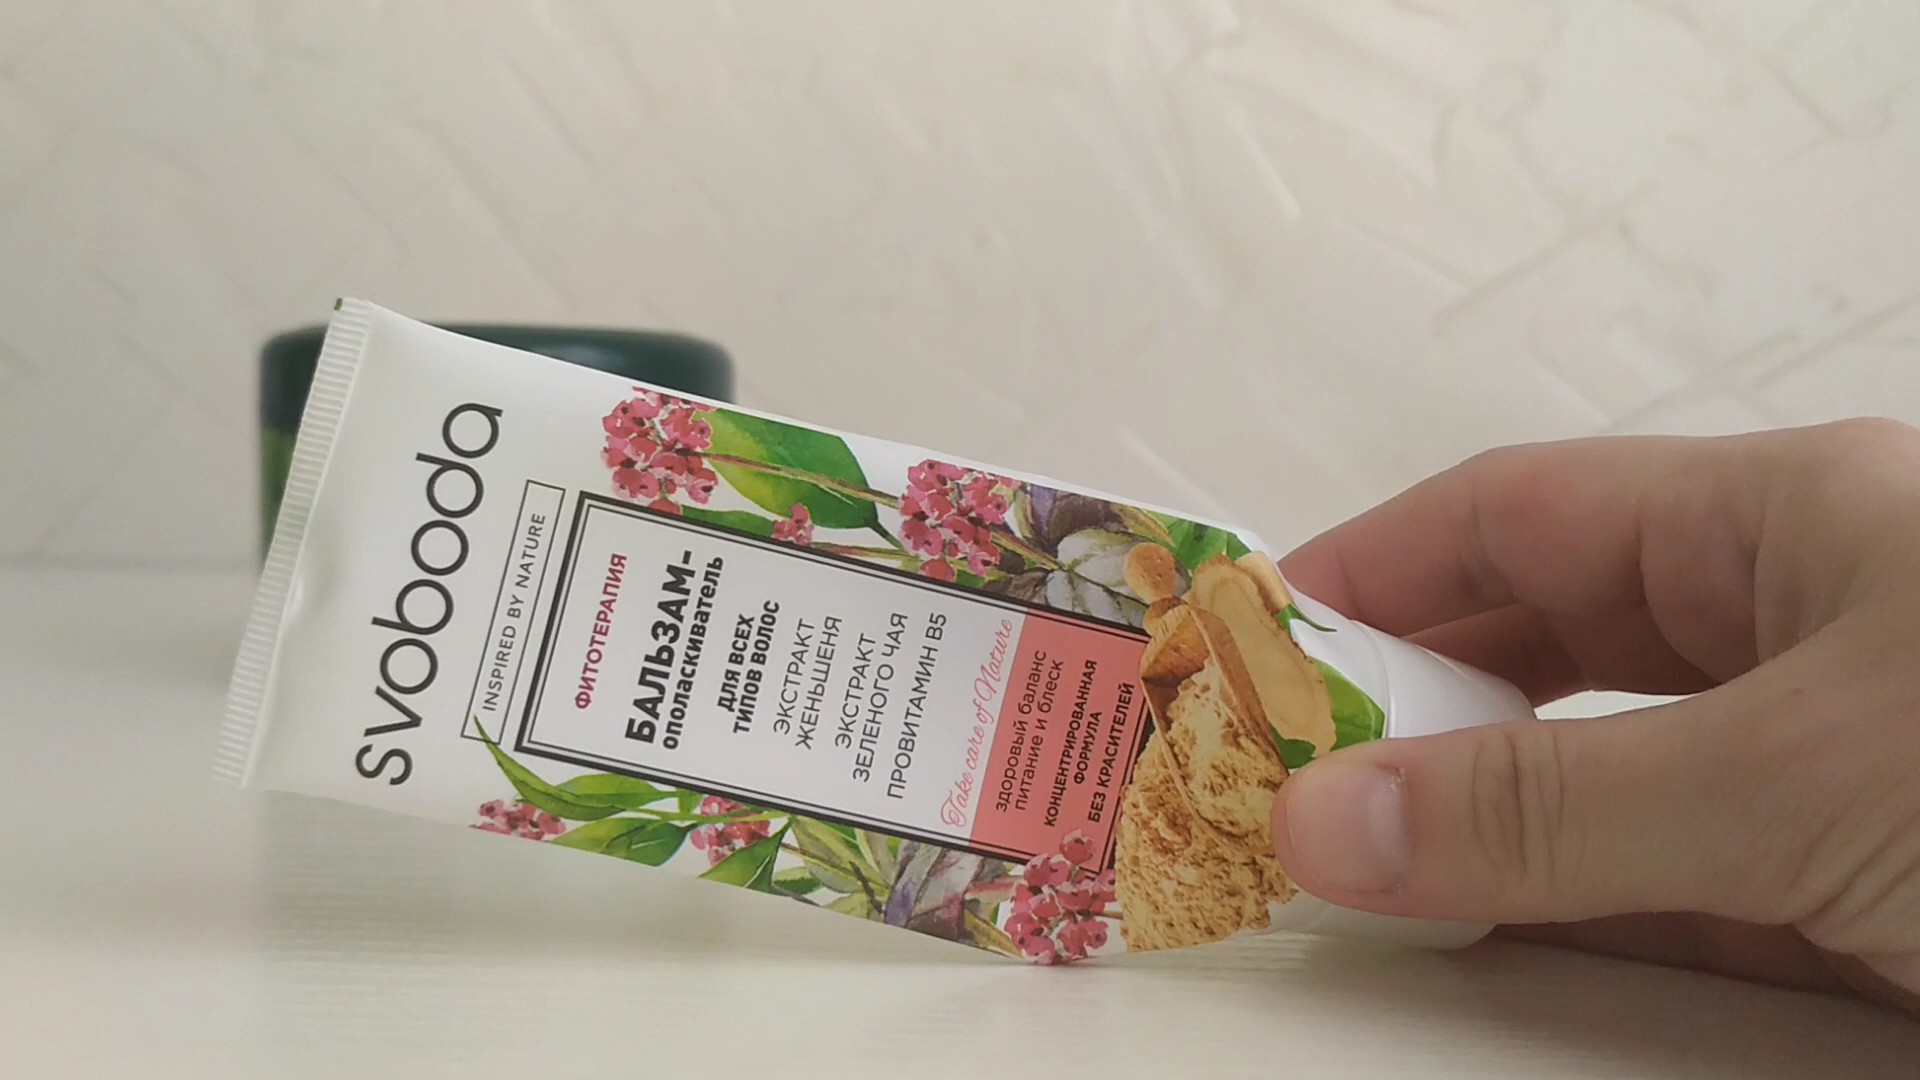 svoboda
INSPIRED BY NATURE
ФИТОТЕРАПИЯ
БАЛЬЗАМ-
ополаскиватель
ДЛЯ ВСЕХ
ТИПОВ ВОЛОС
ЭКСТРАКТ
ЖЕНЬШЕНЯ
ЭКСТРАКТ
ЗЕЛЕНОГО ЧАЯ
ПРОВИТАМИН B5
Take care of Nature
здоровый баланс
питание и блеск
КОНЦЕНТРИРОВАННАЯ
ФОРМУЛА
БЕЗ КРАСИТЕЛЕЙ